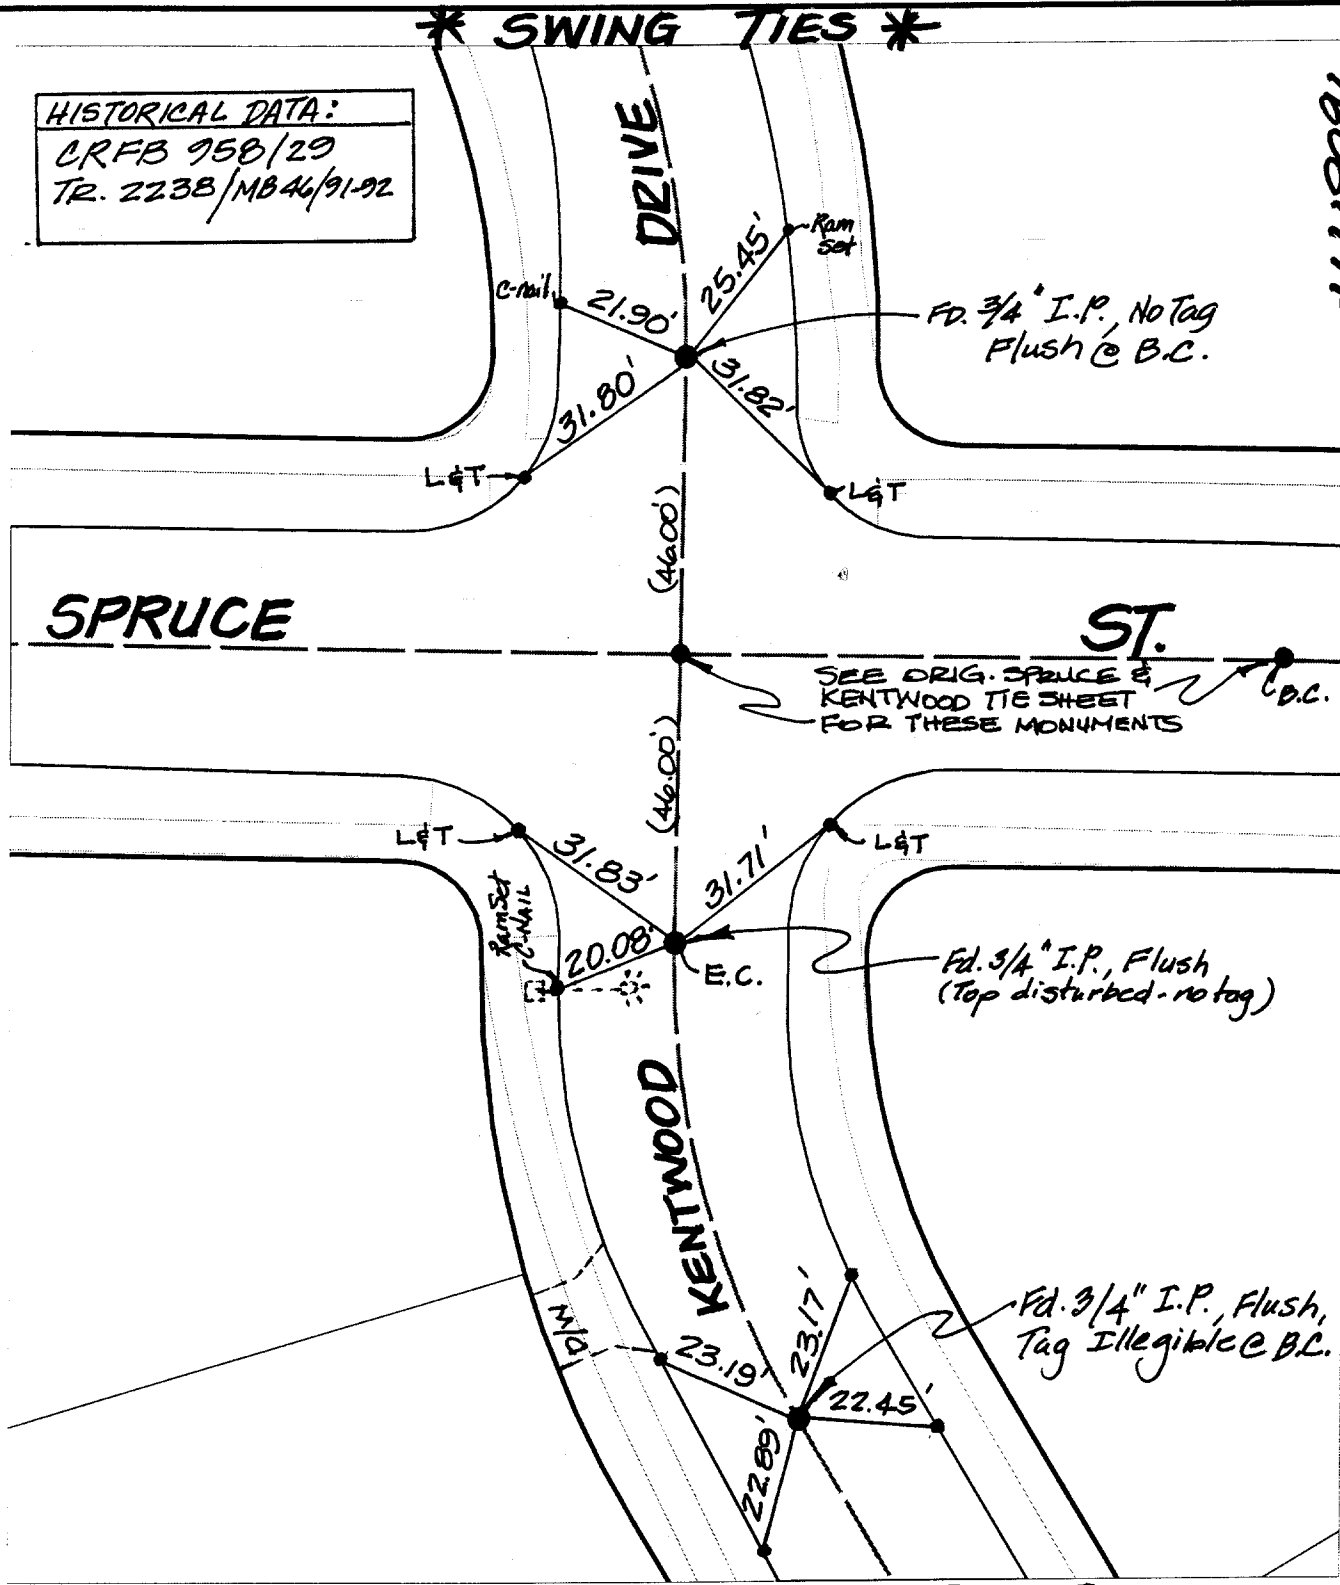 * SWING TIES *
HISTORICAL DATA:
CRFB 958/29
TR. 2238/MB46/91-92
DRIVE
Ram
Set
C-nail
21.90'
25.45'
FD. 3/4" I.P., No Tag
Flush @ B.C.
31.80'
31.82'
L&T
L&T
(46.00')
SPRUCE
ST.
SEE ORIG. SPRUCE &
KENTWOOD TIE SHEET
FOR THESE MONUMENTS
B.C.
(46.00')
L&T
L&T
31.83'
31.71'
RamSet
C-NAIL
20.08'
E.C.
Fd. 3/4" I.P., Flush
(Top disturbed - no tag)
KENTWOOD
Fd. 3/4" I.P., Flush,
Tag Illegible @ B.C.
D/W
23.19'
23.17'
22.45'
22.89'